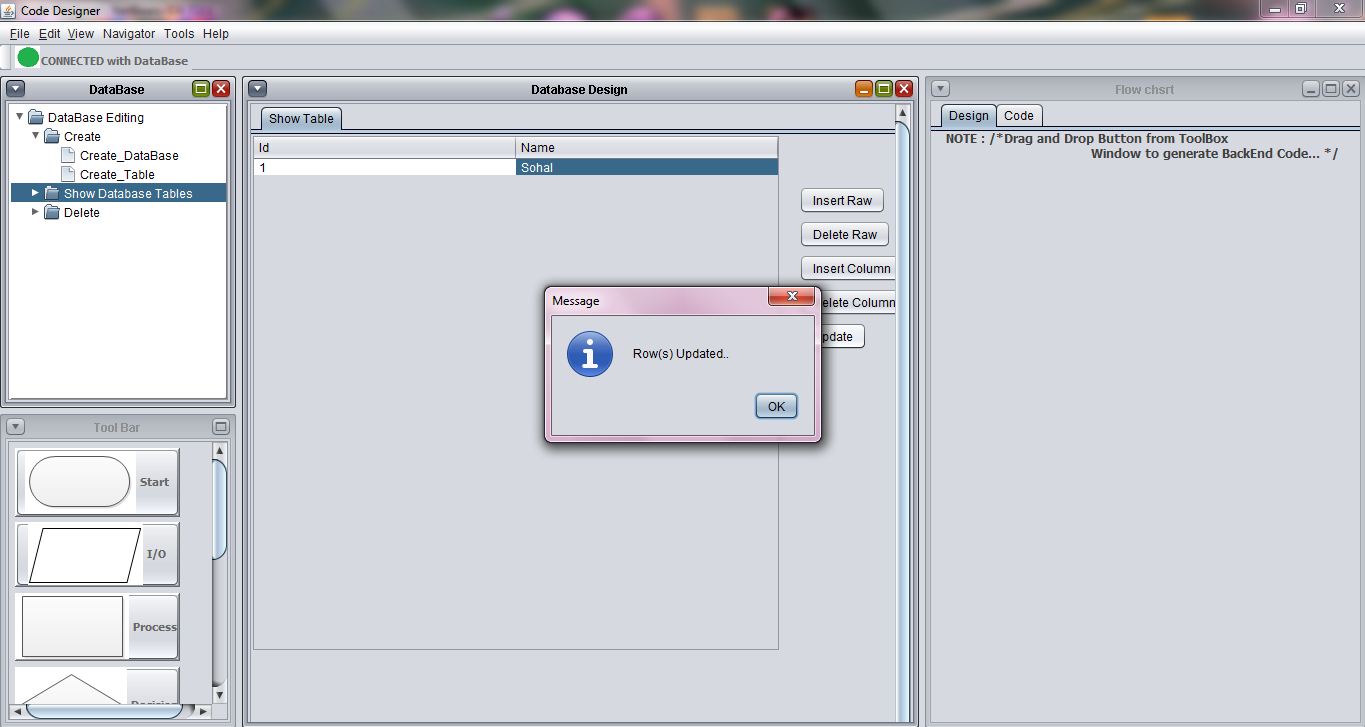 Code Designer
File Edit View Navigator Tools Help
CONNECTED with DataBase
DataBase
DataBase Editing
Create
Create_DataBase
Create_Table
Show Database Tables
Delete
Tool Bar
Start
I/O
Process
Database Design
Show Table
Id Name
1 Sohal
Insert Raw
Delete Raw
Insert Column
elete Column
pdate
Message
Row(s) Updated..
OK
Flow chsrt
Design Code
NOTE : /*Drag and Drop Button from ToolBox
Window to generate BackEnd Code... */